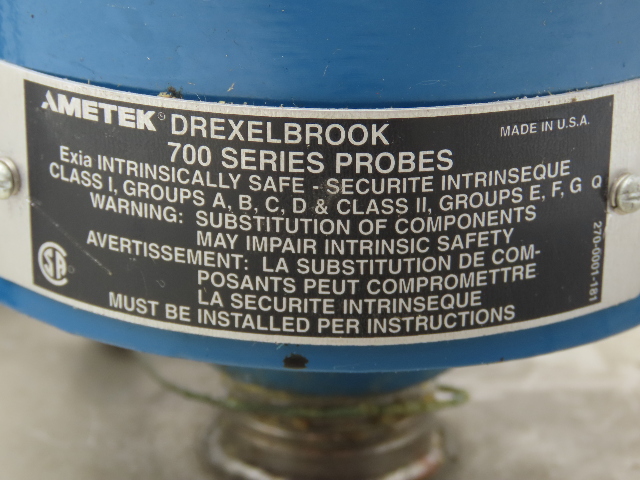 AMETEK® DREXELBROOK
MADE IN U.S.A.
700 SERIES PROBES
Exia INTRINSICALLY SAFE - SECURITE INTRINSEQUE
CLASS I, GROUPS A, B, C, D & CLASS II, GROUPS E, F, G
WARNING: SUBSTITUTION OF COMPONENTS
MAY IMPAIR INTRINSIC SAFETY
AVERTISSEMENT: LA SUBSTITUTION DE COM-
POSANTS PEUT COMPROMETTRE
LA SECURITE INTRINSEQUE
MUST BE INSTALLED PER INSTRUCTIONS
SA
270-0001-181 Q